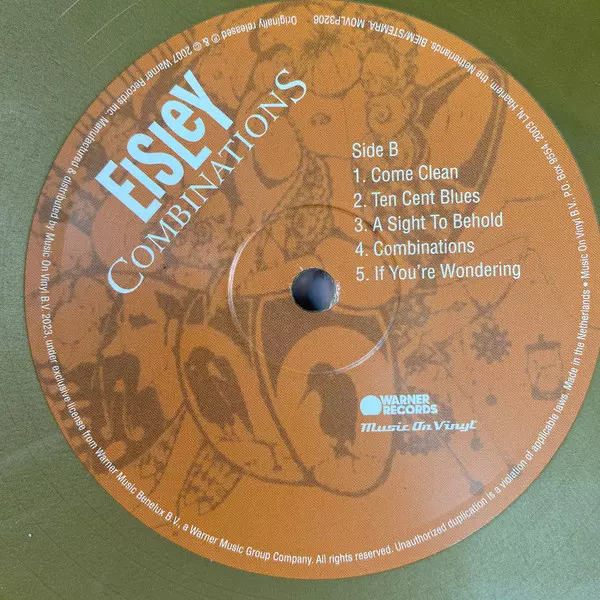 EISLEY
COMBINATIONS
Side B
1. Come Clean
2. Ten Cent Blues
3. A Sight To Behold
4. Combinations
5. If You're Wondering
WARNER
RECORDS
Music On Vinyl
Originally released ℗ & © 2007 Warner Records Inc. Manufactured & distributed by Music On Vinyl B.V. 2023, under exclusive license from Warner Music Benelux B.V., a Warner Music Group Company. All rights reserved. Unauthorized duplication is a violation of applicable laws. Made in the Netherlands • Music On Vinyl B.V. P.O. Box 9554 2003 LN, Haarlem, the Netherlands, BIEM/STEMRA, MOVLP3206